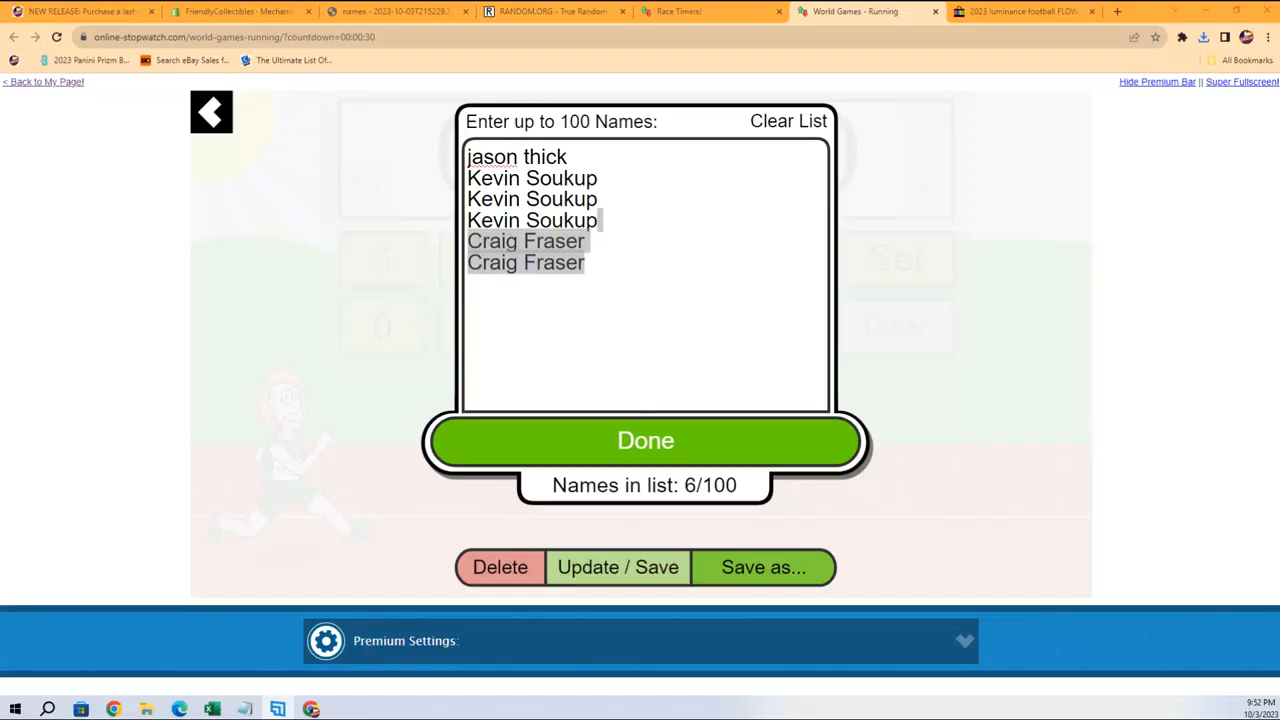 NEW RELEASE: Purchase a last
FriendlyCollectibles - Mechanic
names - 2023-10-03T215229.
RANDOM.ORG - True Random
Race Timers!
World Games - Running
2023 luminance football FLOW
online-stopwatch.com/world-games-running/?countdown=00:00:30
2023 Panini Prizm B...
Search eBay Sales f...
The Ultimate List Of...
All Bookmarks
< Back to My Page!
Hide Premium Bar || Super Fullscreen!
Enter up to 100 Names:
Clear List
jason thick
Kevin Soukup
Kevin Soukup
Kevin Soukup
Craig Fraser
Craig Fraser
5
Set
0
Clear
Done
Names in list: 6/100
Delete
Update / Save
Save as...
Premium Settings:
9:52 PM
10/3/2023